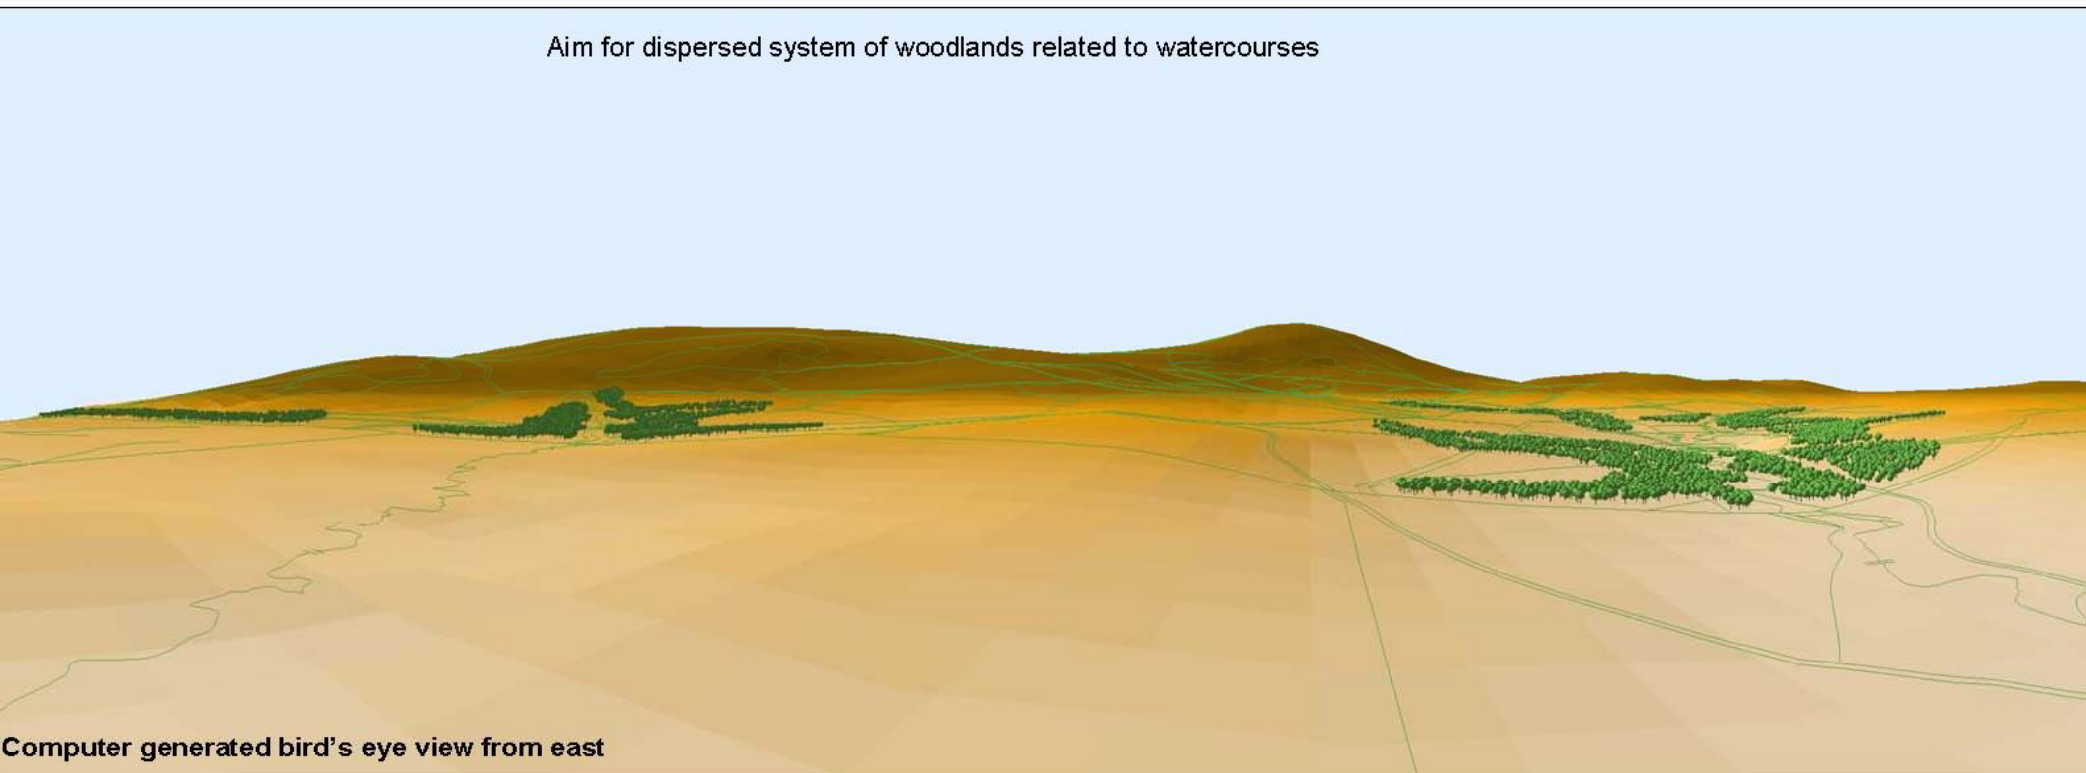 Aim for dispersed system of woodlands related to watercourses
Computer generated bird’s eye view from east